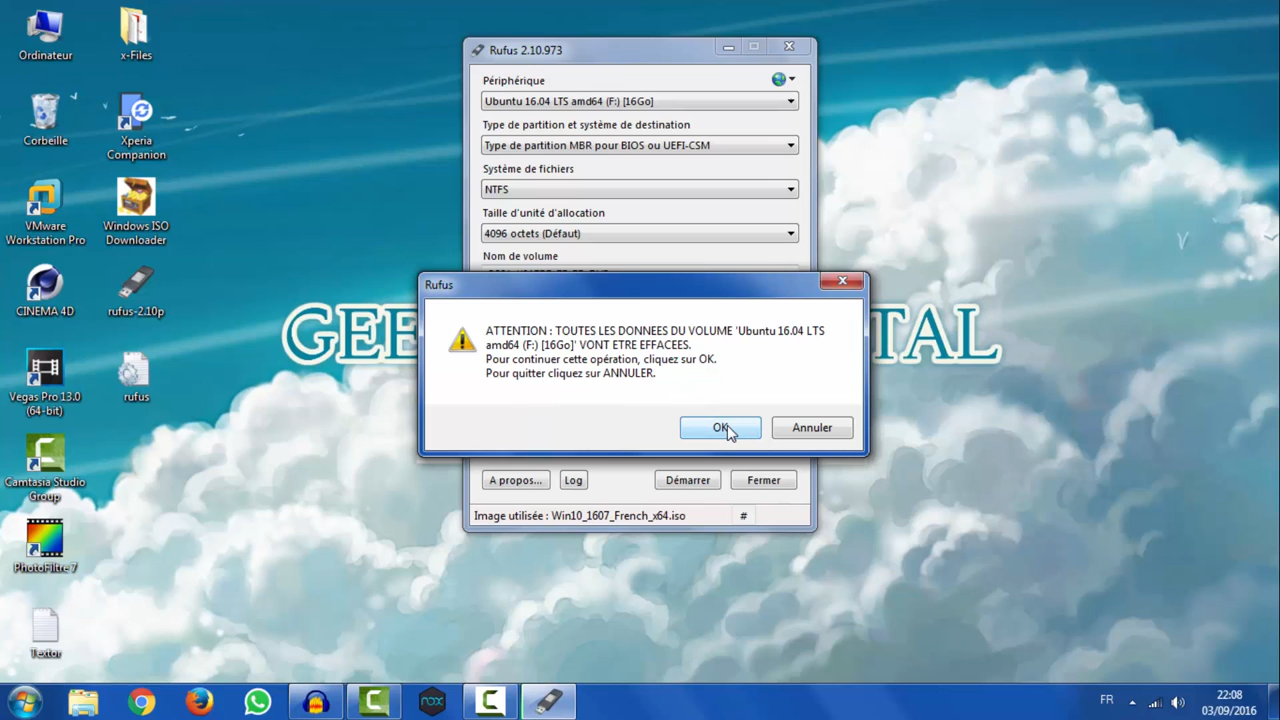 Ordinateur
x-Files
Corbeille
Xperia
Companion
VMware
Workstation Pro
Windows ISO
Downloader
CINEMA 4D
rufus-2.10p
Vegas Pro 13.0
(64-bit)
rufus
Camtasia Studio
Group
PhotoFiltre 7
Textor
Rufus 2.10.973
Périphérique
Ubuntu 16.04 LTS amd64 (F:) [16Go]
Type de partition et système de destination
Type de partition MBR pour BIOS ou UEFI-CSM
Système de fichiers
NTFS
Taille d'unité d'allocation
4096 octets (Défaut)
Nom de volume
Rufus
ATTENTION : TOUTES LES DONNEES DU VOLUME 'Ubuntu 16.04 LTS
amd64 (F:) [16Go]' VONT ETRE EFFACEES.
Pour continuer cette opération, cliquez sur OK.
Pour quitter cliquez sur ANNULER.
OK
Annuler
A propos...
Log
Démarrer
Fermer
Image utilisée : Win10_1607_French_x64.iso
#
nox
FR
22:08
03/09/2016